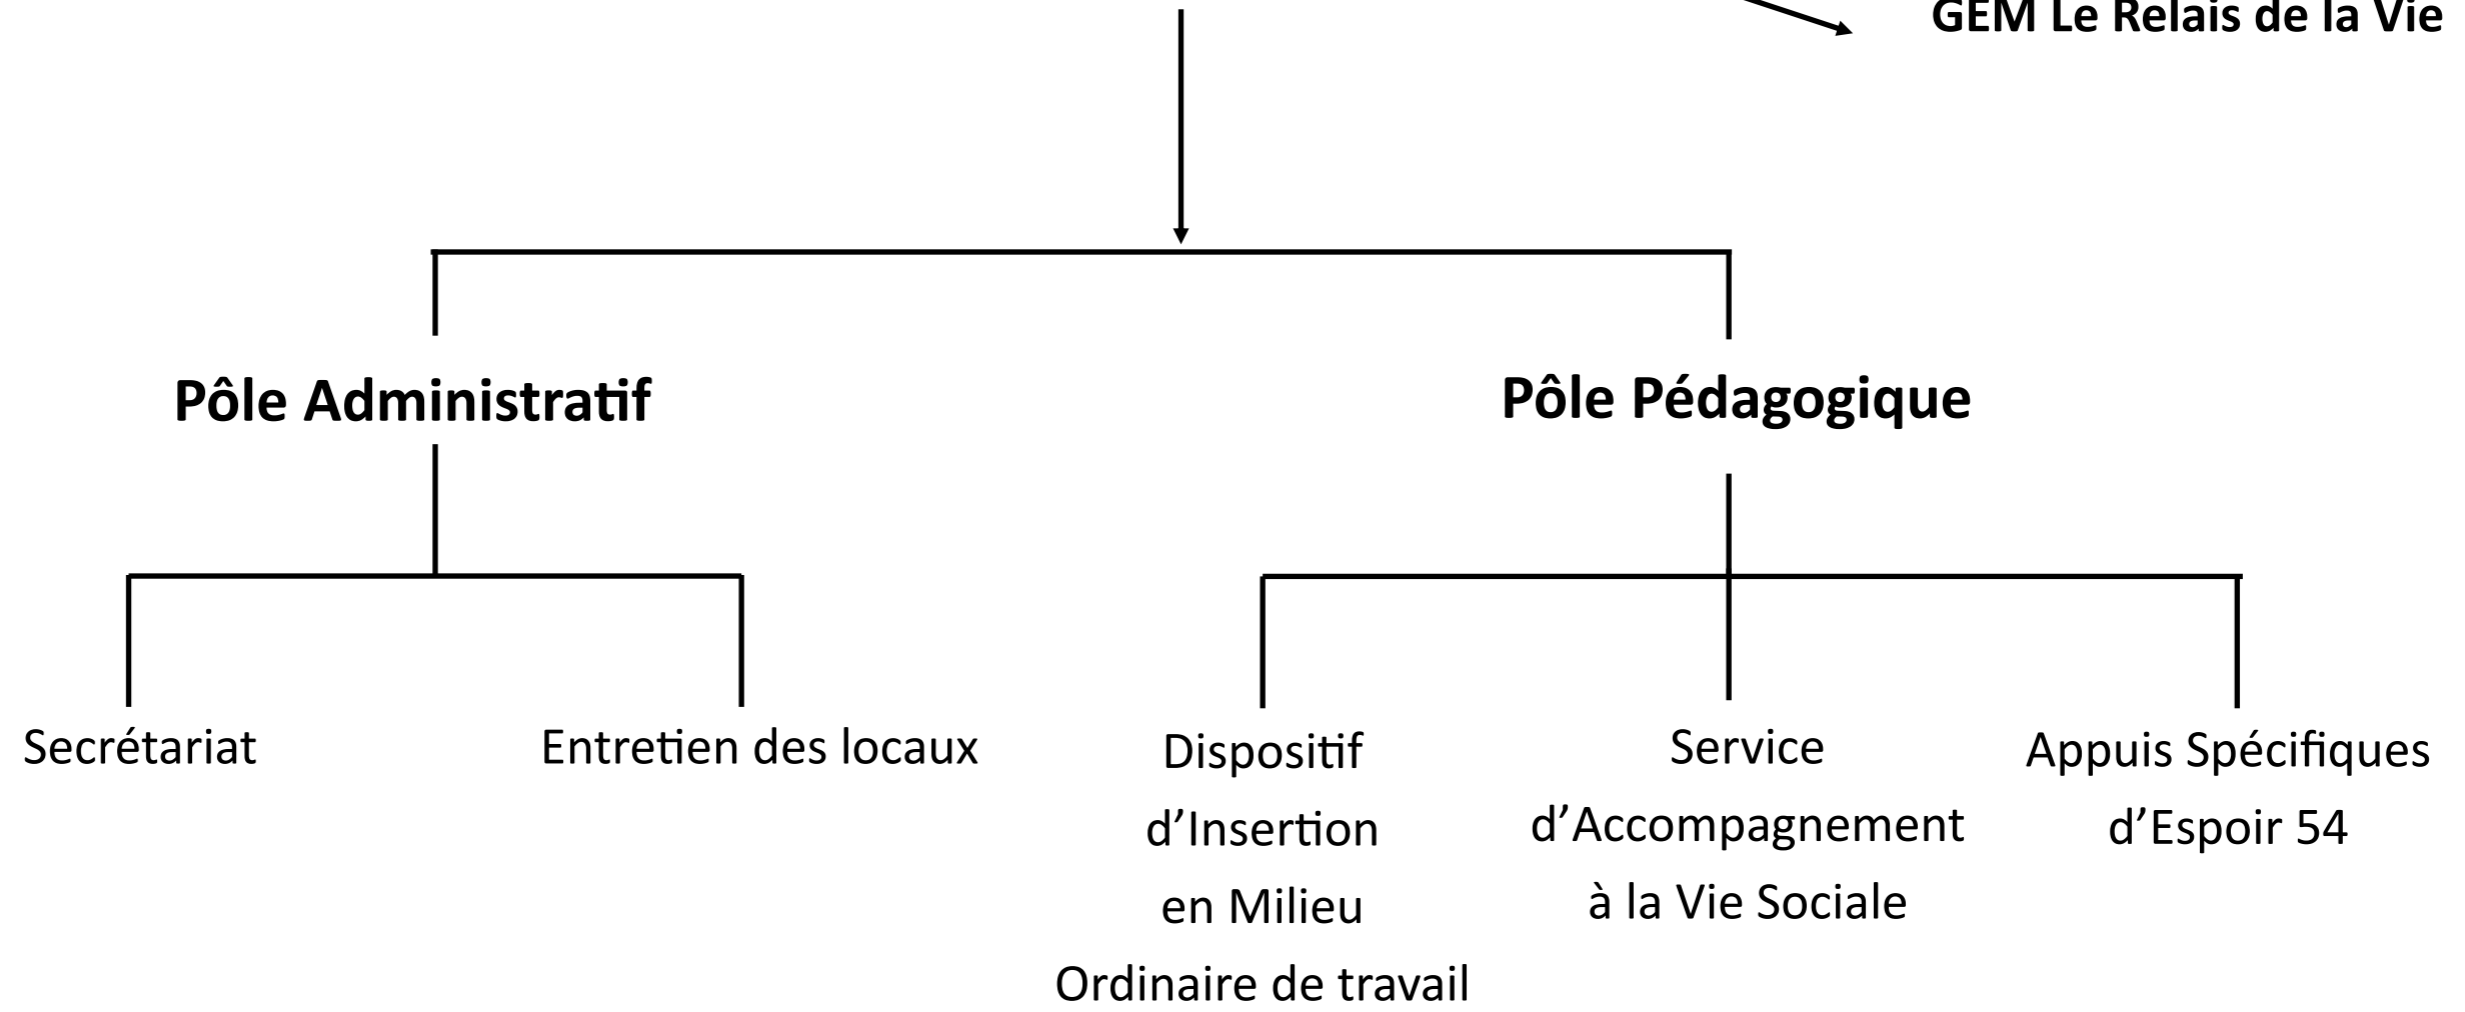 GEM Le Relais de la Vie
Pôle Administratif
Pôle Pédagogique
Secrétariat
Entretien des locaux
Dispositif
d’Insertion
en Milieu
Ordinaire de travail
Service
d’Accompagnement
à la Vie Sociale
Appuis Spécifiques
d’Espoir 54